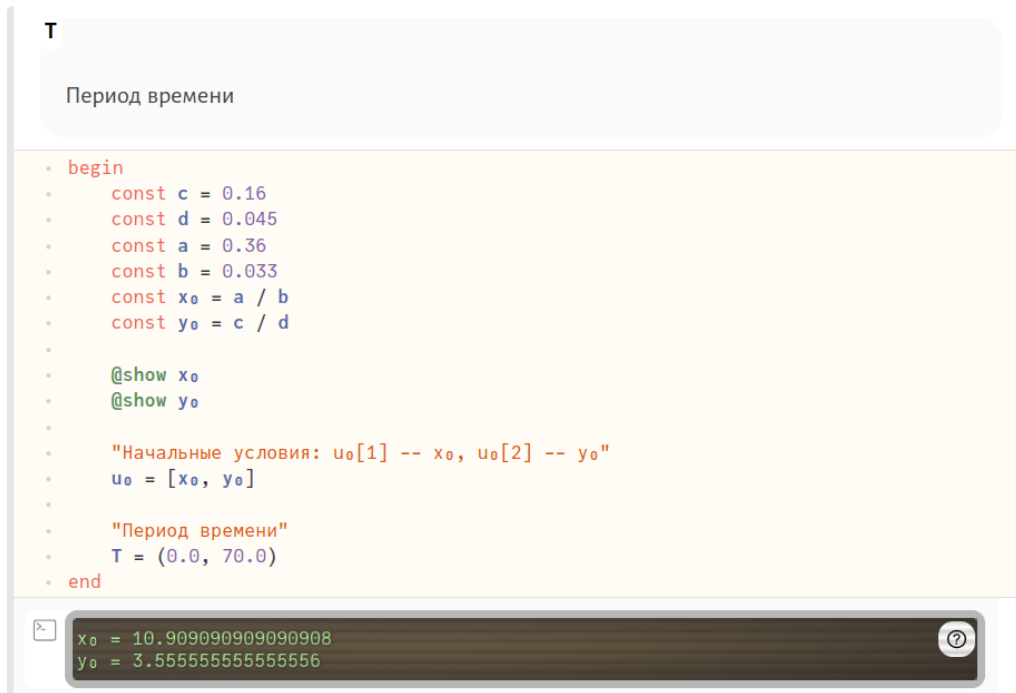 T
Период времени
begin
const c = 0.16
const d = 0.045
const a = 0.36
const b = 0.033
const x₀ = a / b
const y₀ = c / d
@show x₀
@show y₀
"Начальные условия: u₀[1] -- x₀, u₀[2] -- y₀"
u₀ = [x₀, y₀]
"Период времени"
T = (0.0, 70.0)
end
x₀ = 10.909090909090908
y₀ = 3.555555555555556